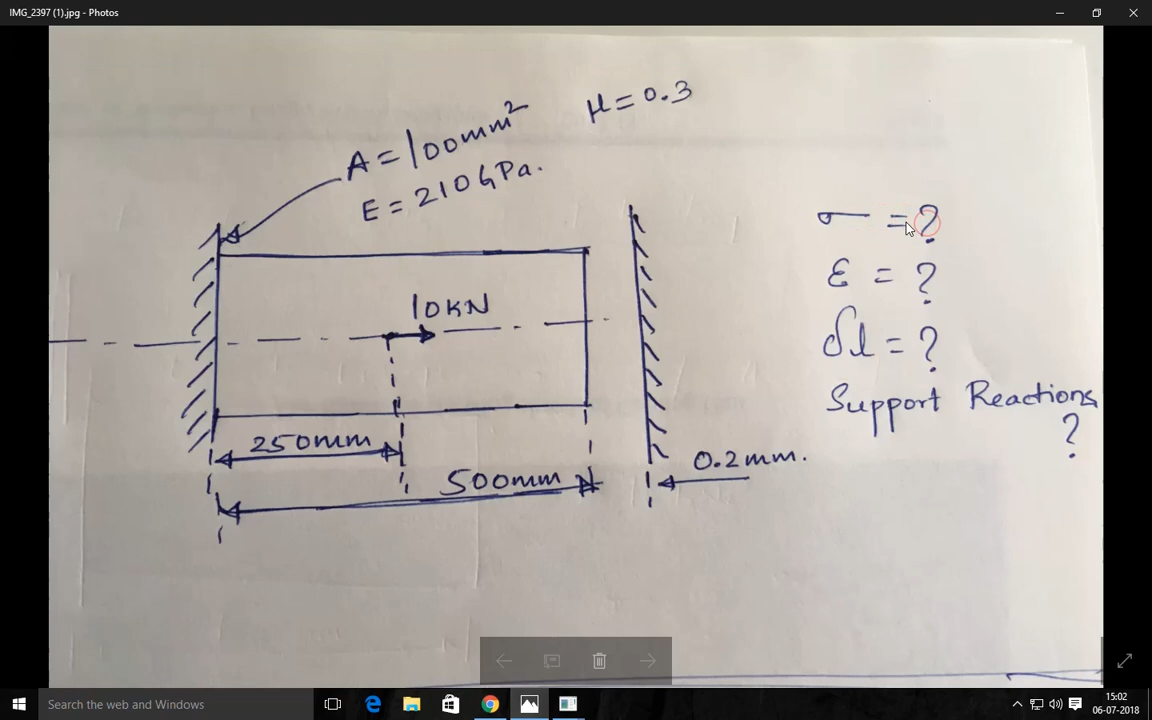 IMG_2397 (1).jpg - Photos
μ = 0.3
A = 100mm²
E = 210GPa.
σ = ?
10KN
ε = ?
δl = ?
Support Reactions
?
250mm
0.2mm.
500mm
Search the web and Windows
15:02
06-07-2018